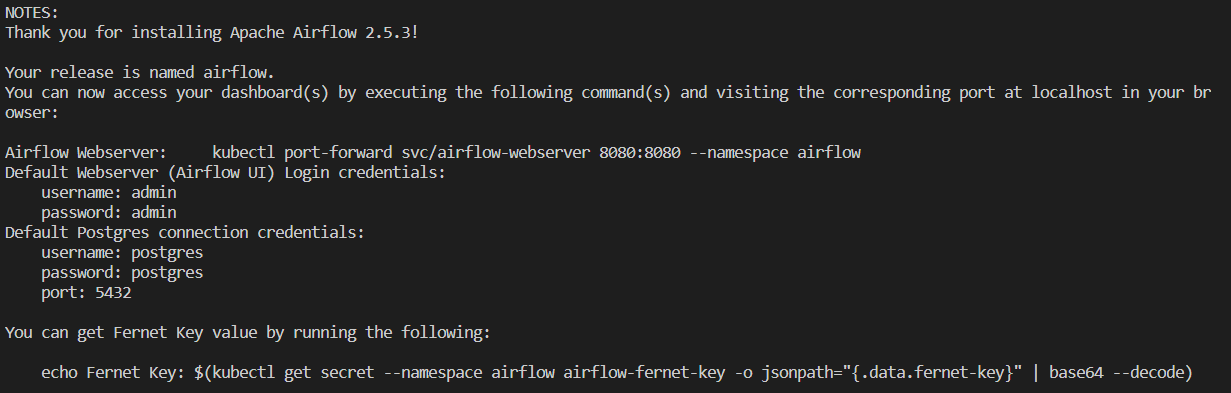 NOTES:
Thank you for installing Apache Airflow 2.5.3!
Your release is named airflow.
You can now access your dashboard(s) by executing the following command(s) and visiting the corresponding port at localhost in your br
owser:
Airflow Webserver:     kubectl port-forward svc/airflow-webserver 8080:8080 --namespace airflow
Default Webserver (Airflow UI) Login credentials:
    username: admin
    password: admin
Default Postgres connection credentials:
    username: postgres
    password: postgres
    port: 5432
You can get Fernet Key value by running the following:
    echo Fernet Key: $(kubectl get secret --namespace airflow airflow-fernet-key -o jsonpath="{.data.fernet-key}" | base64 --decode)